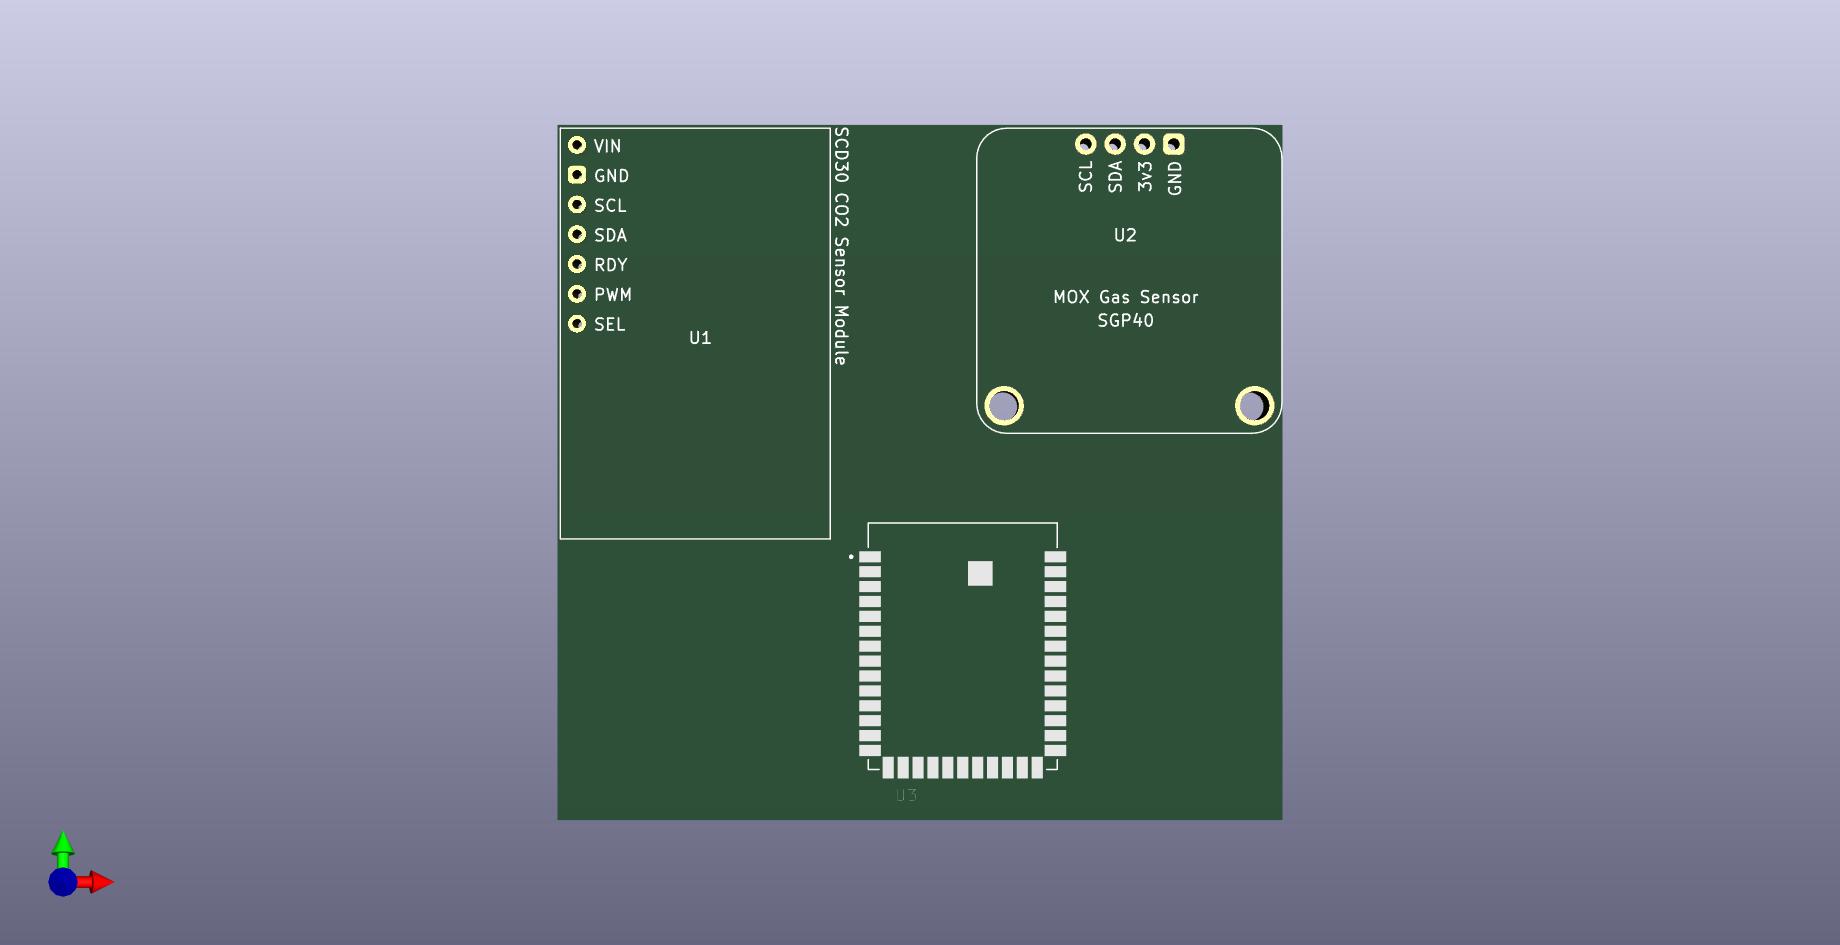 VIN
GND
SCL
SDA
RDY
PWM
SEL
U1
SCD30 CO2 Sensor Module
SCL
SDA
3v3
GND
U2
MOX Gas Sensor
SGP40
U3